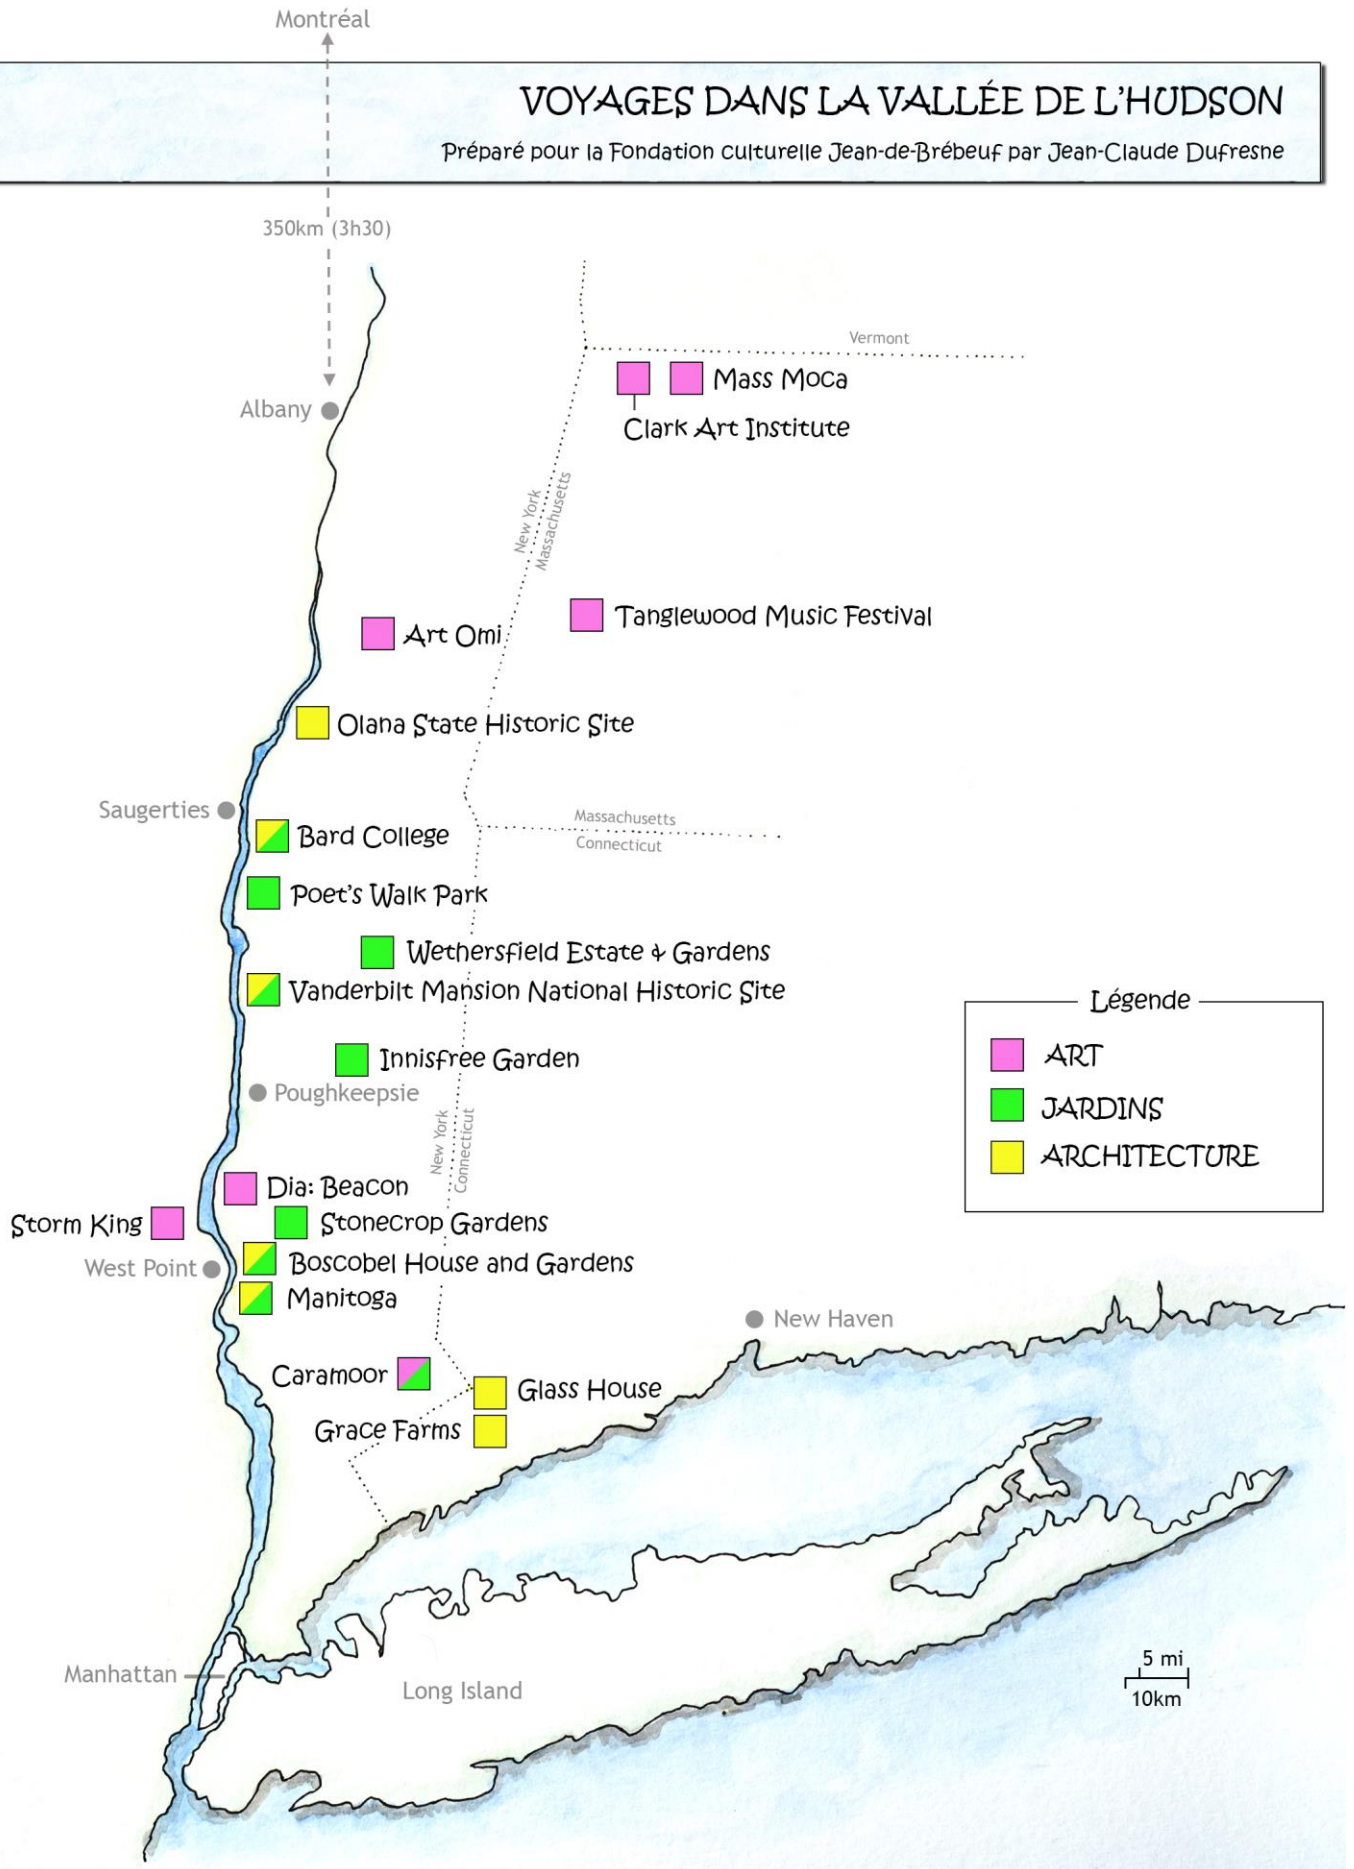 Montréal
VOYAGES DANS LA VALLÉE DE L'HUDSON
Préparé pour la Fondation culturelle Jean-de-Brébeuf par Jean-Claude Dufresne
350km (3h30)
Vermont
Mass Moca
Albany
Clark Art Institute
New York
Massachusetts
Tanglewood Music Festival
Art Omi
Olana State Historic Site
Saugerties
Massachusetts
Connecticut
Bard College
Poet's Walk Park
Wethersfield Estate & Gardens
Vanderbilt Mansion National Historic Site
Légende
ART
JARDINS
ARCHITECTURE
Innisfree Garden
Poughkeepsie
New York
Connecticut
Dia: Beacon
Storm King
Stonecrop Gardens
West Point
Boscobel House and Gardens
Manitoga
New Haven
Caramoor
Glass House
Grace Farms
Manhattan
Long Island
5 mi
10km